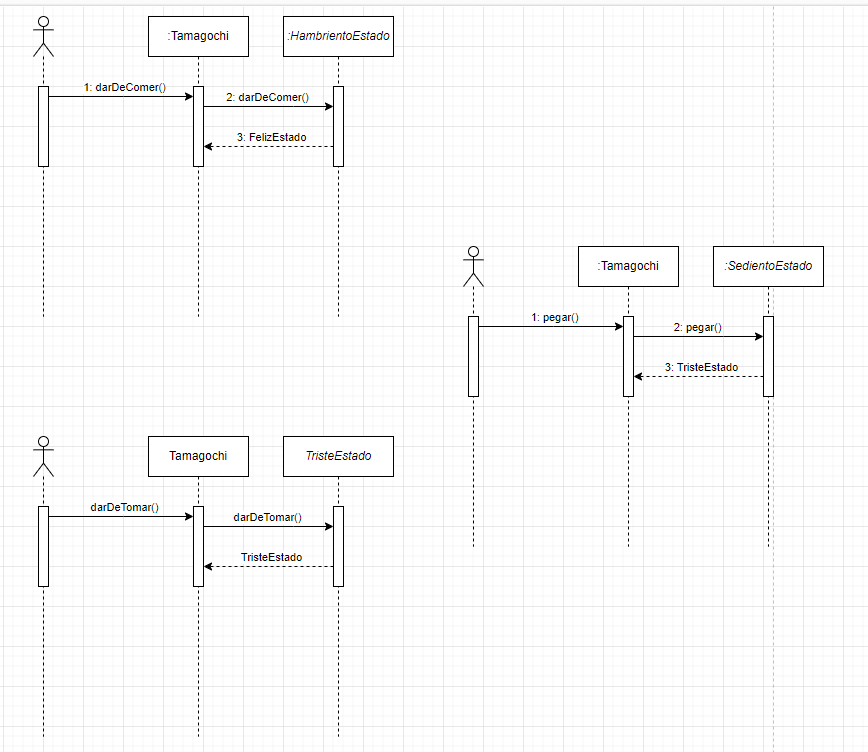 :Tamagochi
:HambrientoEstado
1: darDeComer()
2: darDeComer()
3: FelizEstado
:Tamagochi
:SedientoEstado
1: pegar()
2: pegar()
3: TristeEstado
Tamagochi
TristeEstado
darDeTomar()
darDeTomar()
TristeEstado